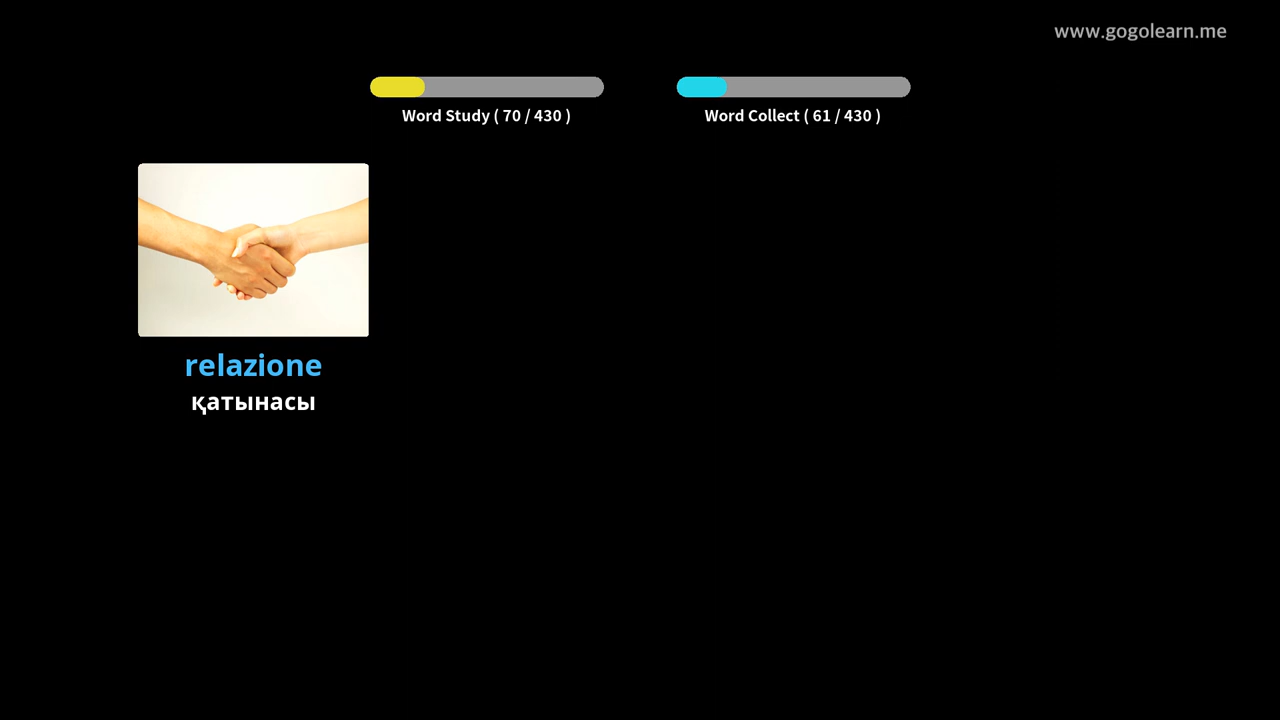 www.gogolearn.me
Word Study ( 70 / 430 )
Word Collect ( 61 / 430 )
relazione
қатынасы